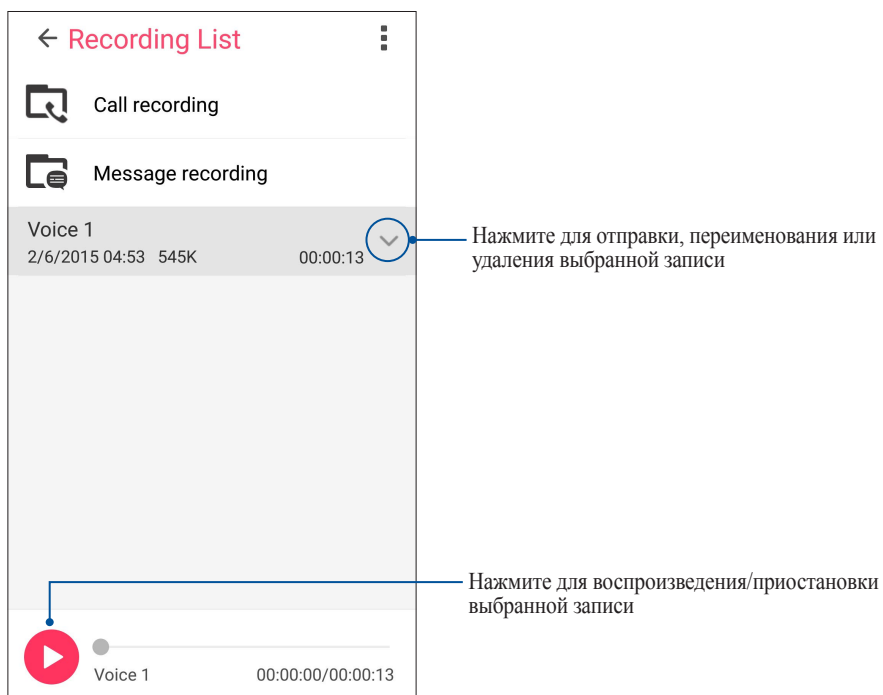 Recording List
Call recording
Message recording
Voice 1
2/6/2015 04:53 545K 00:00:13
Нажмите для отправки, переименования или
удаления выбранной записи
Нажмите для воспроизведения/приостановки
выбранной записи
Voice 1 00:00:00/00:00:13